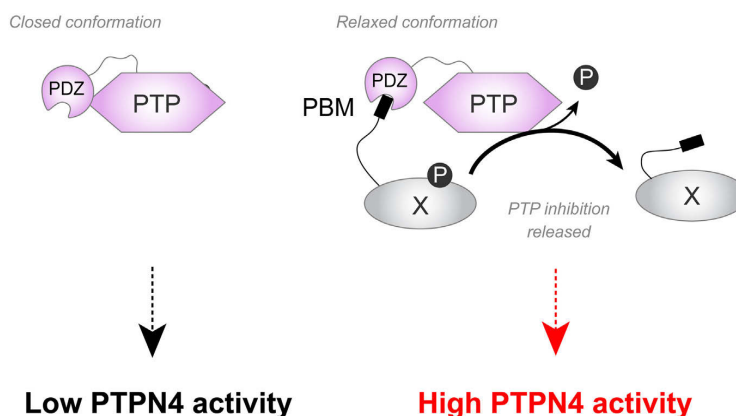 Closed conformation
Relaxed conformation
PDZ
PTP
PDZ
PTP
P
PBM
P
X
X
PTP inhibition
released
Low PTPN4 activity
High PTPN4 activity